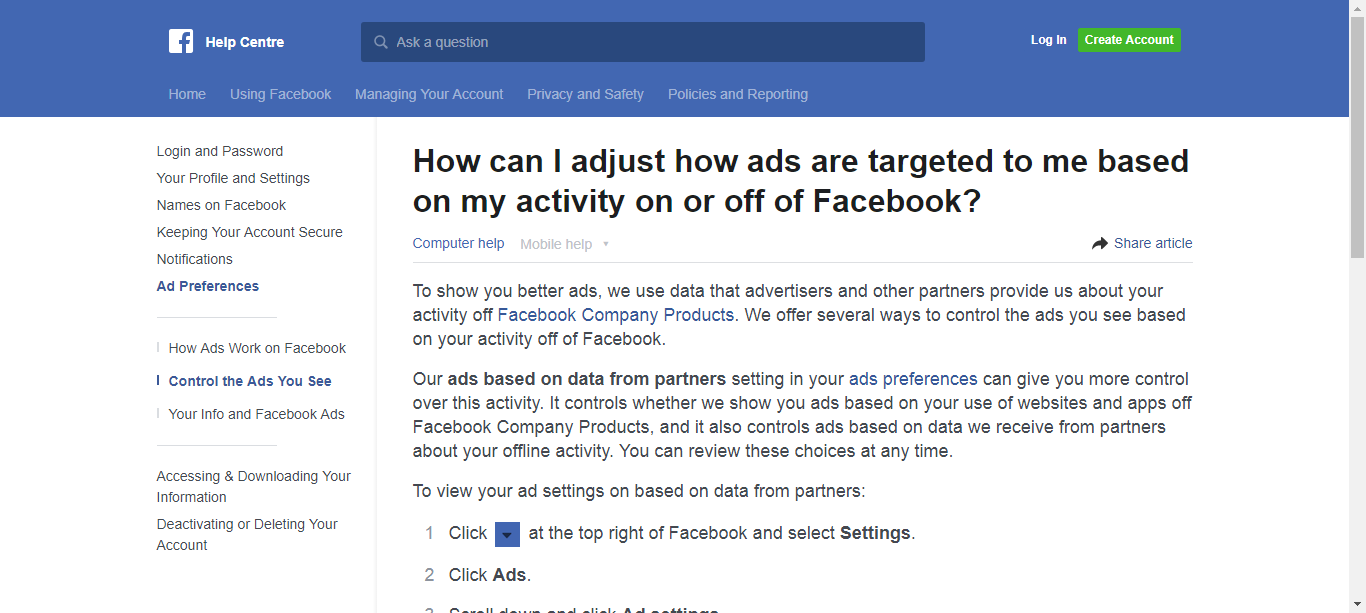 Help Centre
Ask a question
Log In
Create Account
Home
Using Facebook
Managing Your Account
Privacy and Safety
Policies and Reporting
Login and Password
Your Profile and Settings
Names on Facebook
Keeping Your Account Secure
Notifications
Ad Preferences
How Ads Work on Facebook
Control the Ads You See
Your Info and Facebook Ads
Accessing & Downloading Your
Information
Deactivating or Deleting Your
Account
How can I adjust how ads are targeted to me based
on my activity on or off of Facebook?
Computer help
Mobile help
Share article
To show you better ads, we use data that advertisers and other partners provide us about your
activity off Facebook Company Products. We offer several ways to control the ads you see based
on your activity off of Facebook.
Our ads based on data from partners setting in your ads preferences can give you more control
over this activity. It controls whether we show you ads based on your use of websites and apps off
Facebook Company Products, and it also controls ads based on data we receive from partners
about your offline activity. You can review these choices at any time.
To view your ad settings on based on data from partners:
1 Click at the top right of Facebook and select Settings.
2 Click Ads.
3 Scroll down and click Ad settings.